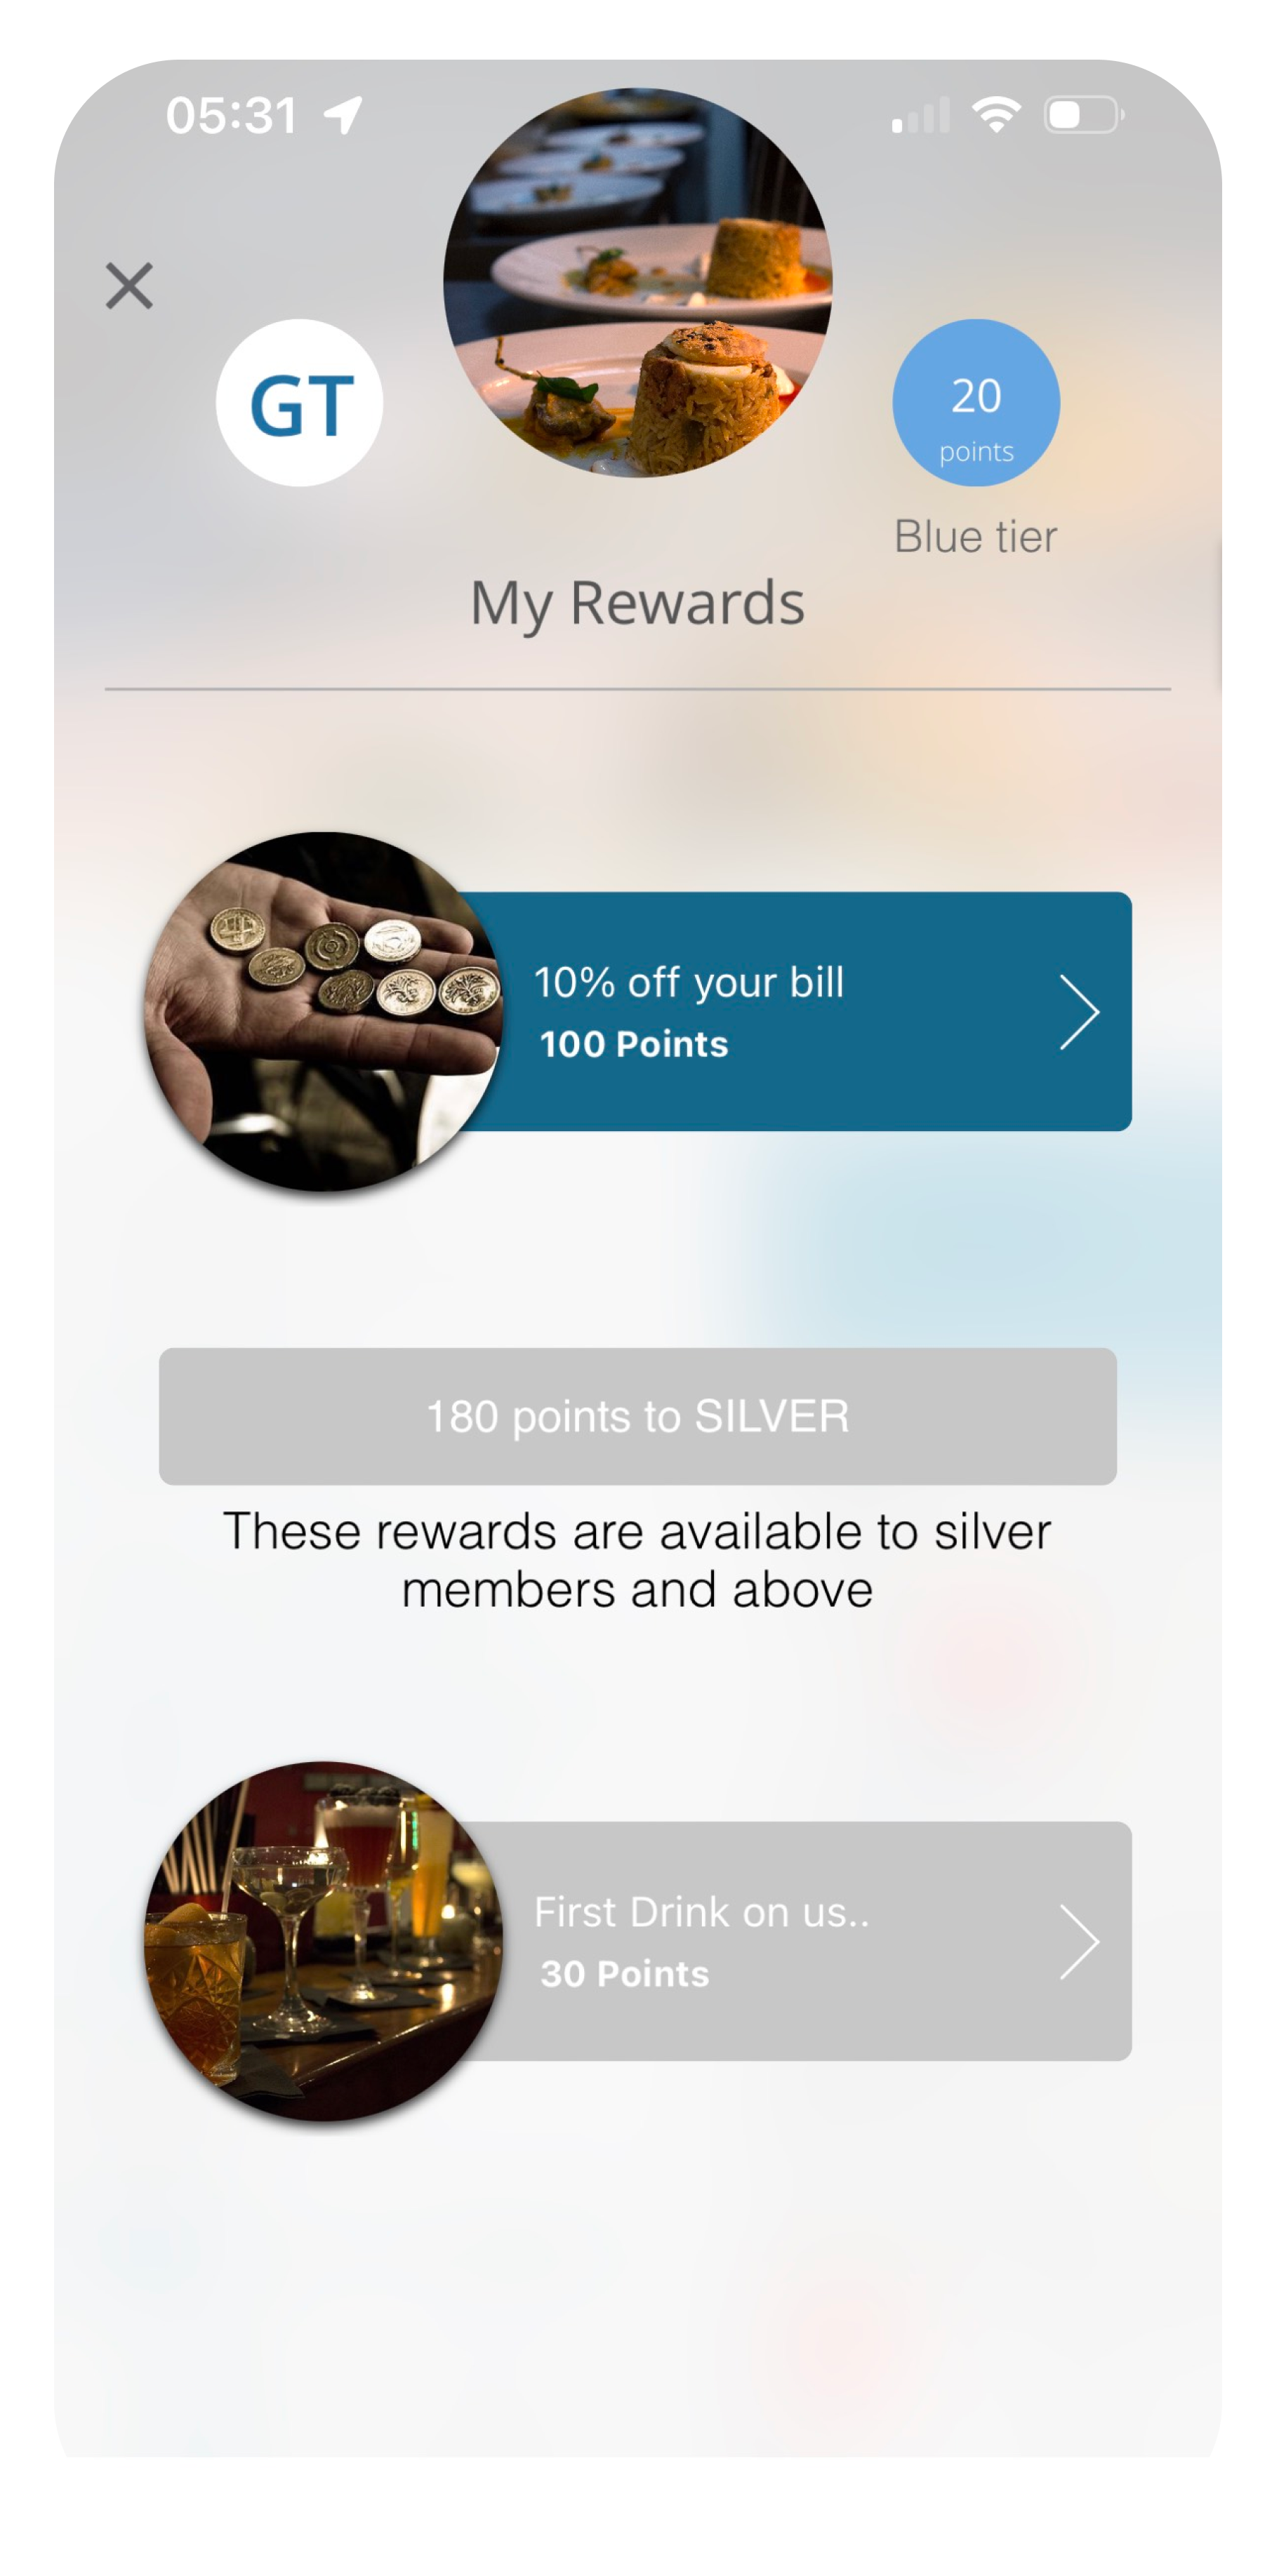 05:31
GT
20
points
Blue tier
My Rewards
10% off your bill
100 Points
180 points to SILVER
These rewards are available to silver
members and above
First Drink on us..
30 Points